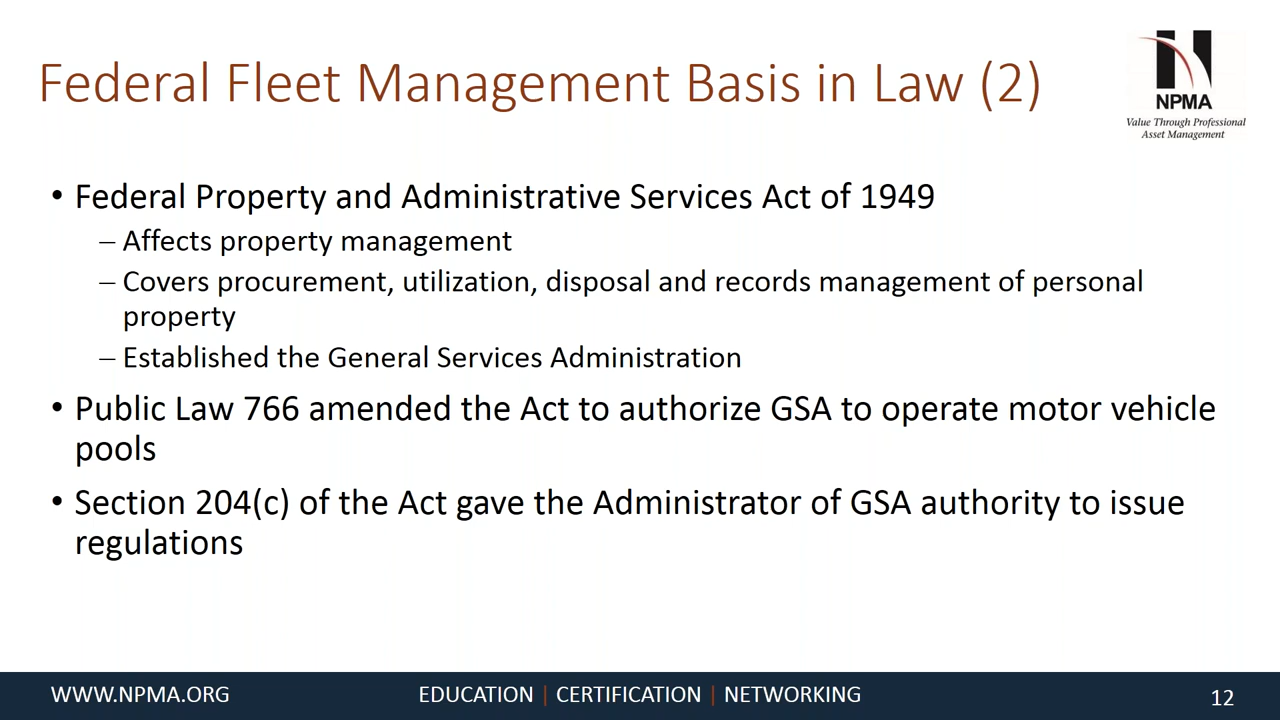 Federal Fleet Management Basis in Law (2)
NPMA
Value Through Professional
Asset Management
• Federal Property and Administrative Services Act of 1949
– Affects property management
– Covers procurement, utilization, disposal and records management of personal
property
– Established the General Services Administration
• Public Law 766 amended the Act to authorize GSA to operate motor vehicle
pools
• Section 204(c) of the Act gave the Administrator of GSA authority to issue
regulations
WWW.NPMA.ORG
EDUCATION | CERTIFICATION | NETWORKING
12